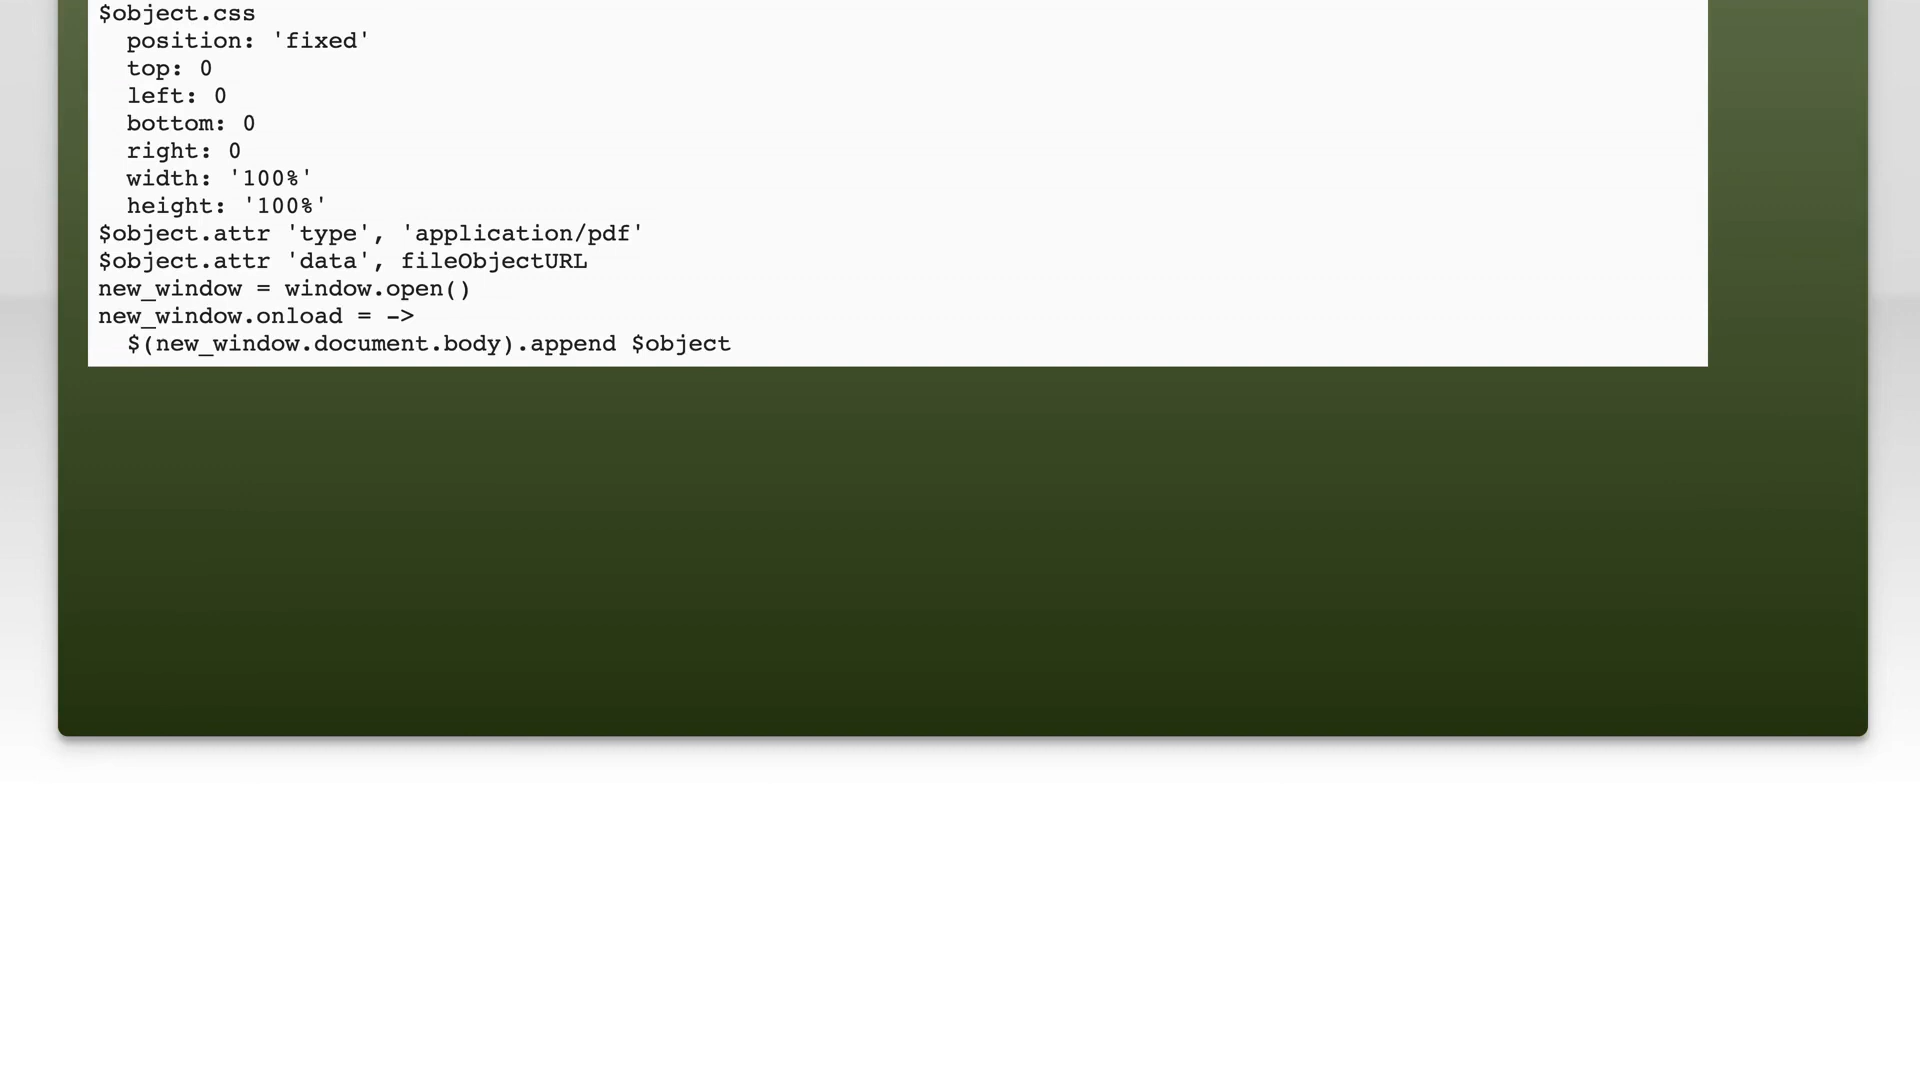 $object.css
  position: 'fixed'
  top: 0
  left: 0
  bottom: 0
  right: 0
  width: '100%'
  height: '100%'
$object.attr 'type', 'application/pdf'
$object.attr 'data', fileObjectURL
new_window = window.open()
new_window.onload = ->
  $(new_window.document.body).append $object